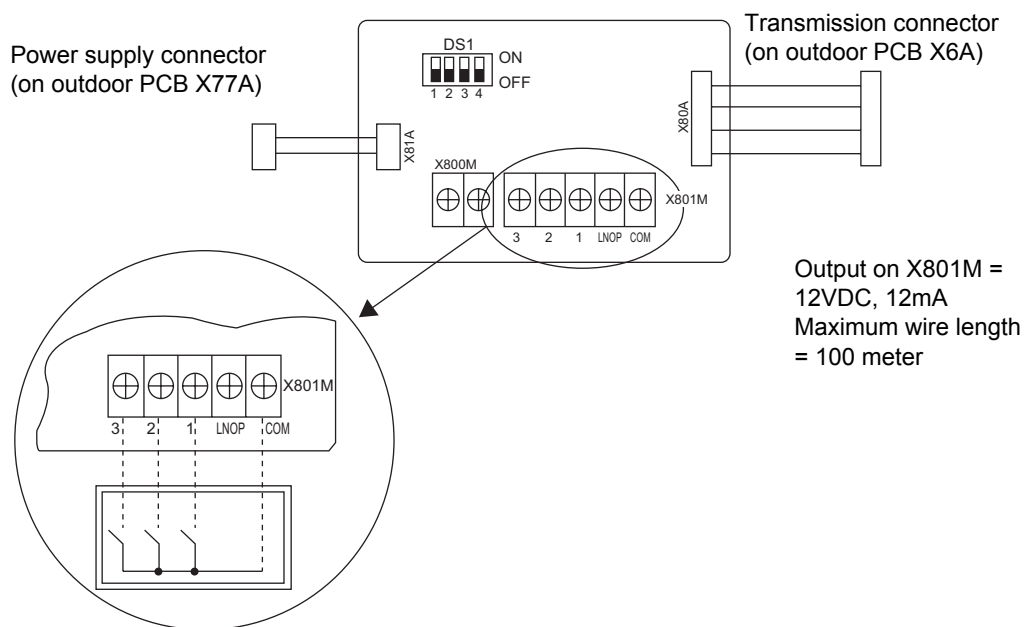 Power supply connector
(on outdoor PCB X77A)
DS1
ON
OFF
1 2 3 4
Transmission connector
(on outdoor PCB X6A)
X81A
X80A
X800M
X801M
3 2 1 LNOP COM
Output on X801M =
12VDC, 12mA
Maximum wire length
= 100 meter
X801M
3 2 1 LNOP COM